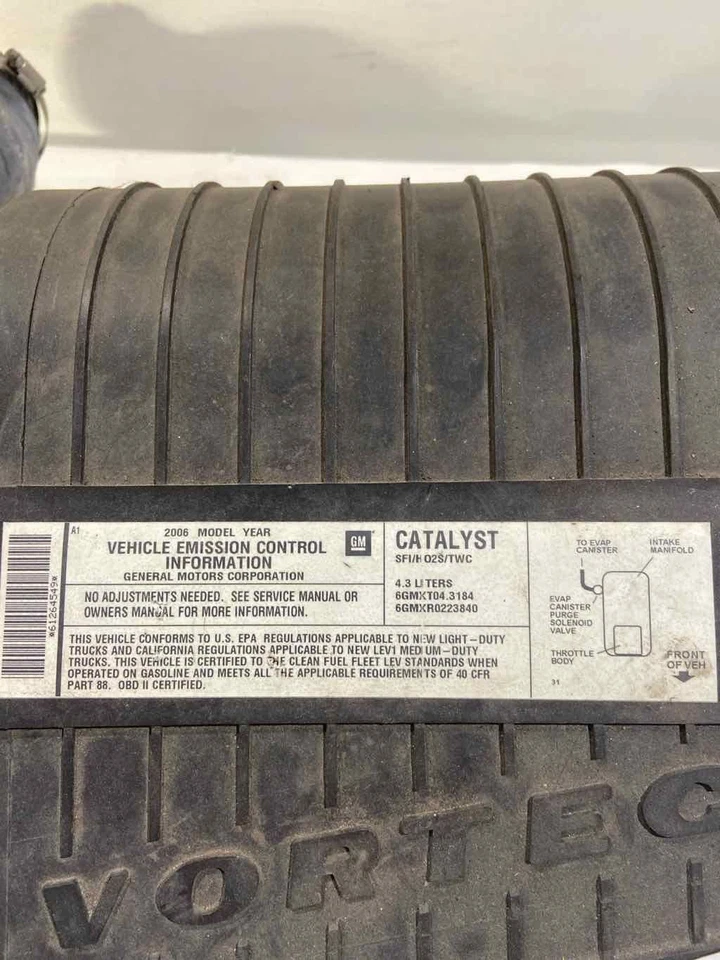 *61264549*
A1
2006 MODEL YEAR
VEHICLE EMISSION CONTROL
INFORMATION
GENERAL MOTORS CORPORATION
GM
NO ADJUSTMENTS NEEDED. SEE SERVICE MANUAL OR
OWNERS MANUAL FOR MORE INFORMATION.
CATALYST
SFI/HO2S/TWC
4.3 LITERS
6GMXT04.3184
6GMXR0223840
THIS VEHICLE CONFORMS TO U.S. EPA REGULATIONS APPLICABLE TO NEW LIGHT-DUTY
TRUCKS AND CALIFORNIA REGULATIONS APPLICABLE TO NEW LEV1 MEDIUM-DUTY
TRUCKS. THIS VEHICLE IS CERTIFIED TO THE CLEAN FUEL FLEET LEV STANDARDS WHEN
OPERATED ON GASOLINE AND MEETS ALL THE APPLICABLE REQUIREMENTS OF 40 CFR
PART 88. OBD II CERTIFIED.
TO EVAP
CANISTER
INTAKE
MANIFOLD
EVAP
CANISTER
PURGE
SOLENOID
VALVE
THROTTLE
BODY
FRONT
OF VEH
31
VORTEC